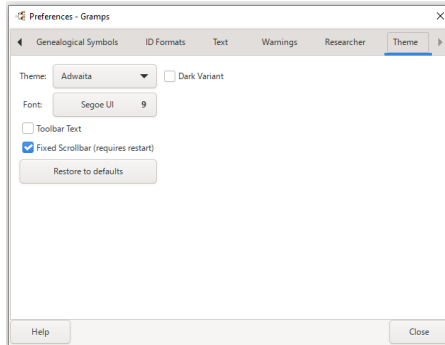 Preferences - Gramps
Genealogical Symbols ID Formats Text Warnings Researcher Theme
Theme: Adwaita Dark Variant
Font: Segoe UI 9
Toolbar Text
Fixed Scrollbar (requires restart)
Restore to defaults
Help Close